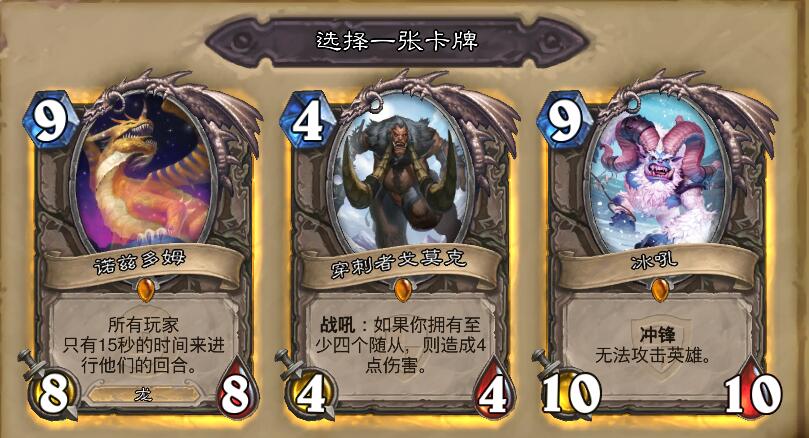 选择一张卡牌
9
诺兹多姆
所有玩家
只有15秒的时间来进
行他们的回合。
8
龙
8
4
穿刺者戈莫克
战吼：如果你拥有至
少四个随从，则造成4
点伤害。
4
4
9
冰吼
冲锋
无法攻击英雄。
10
10